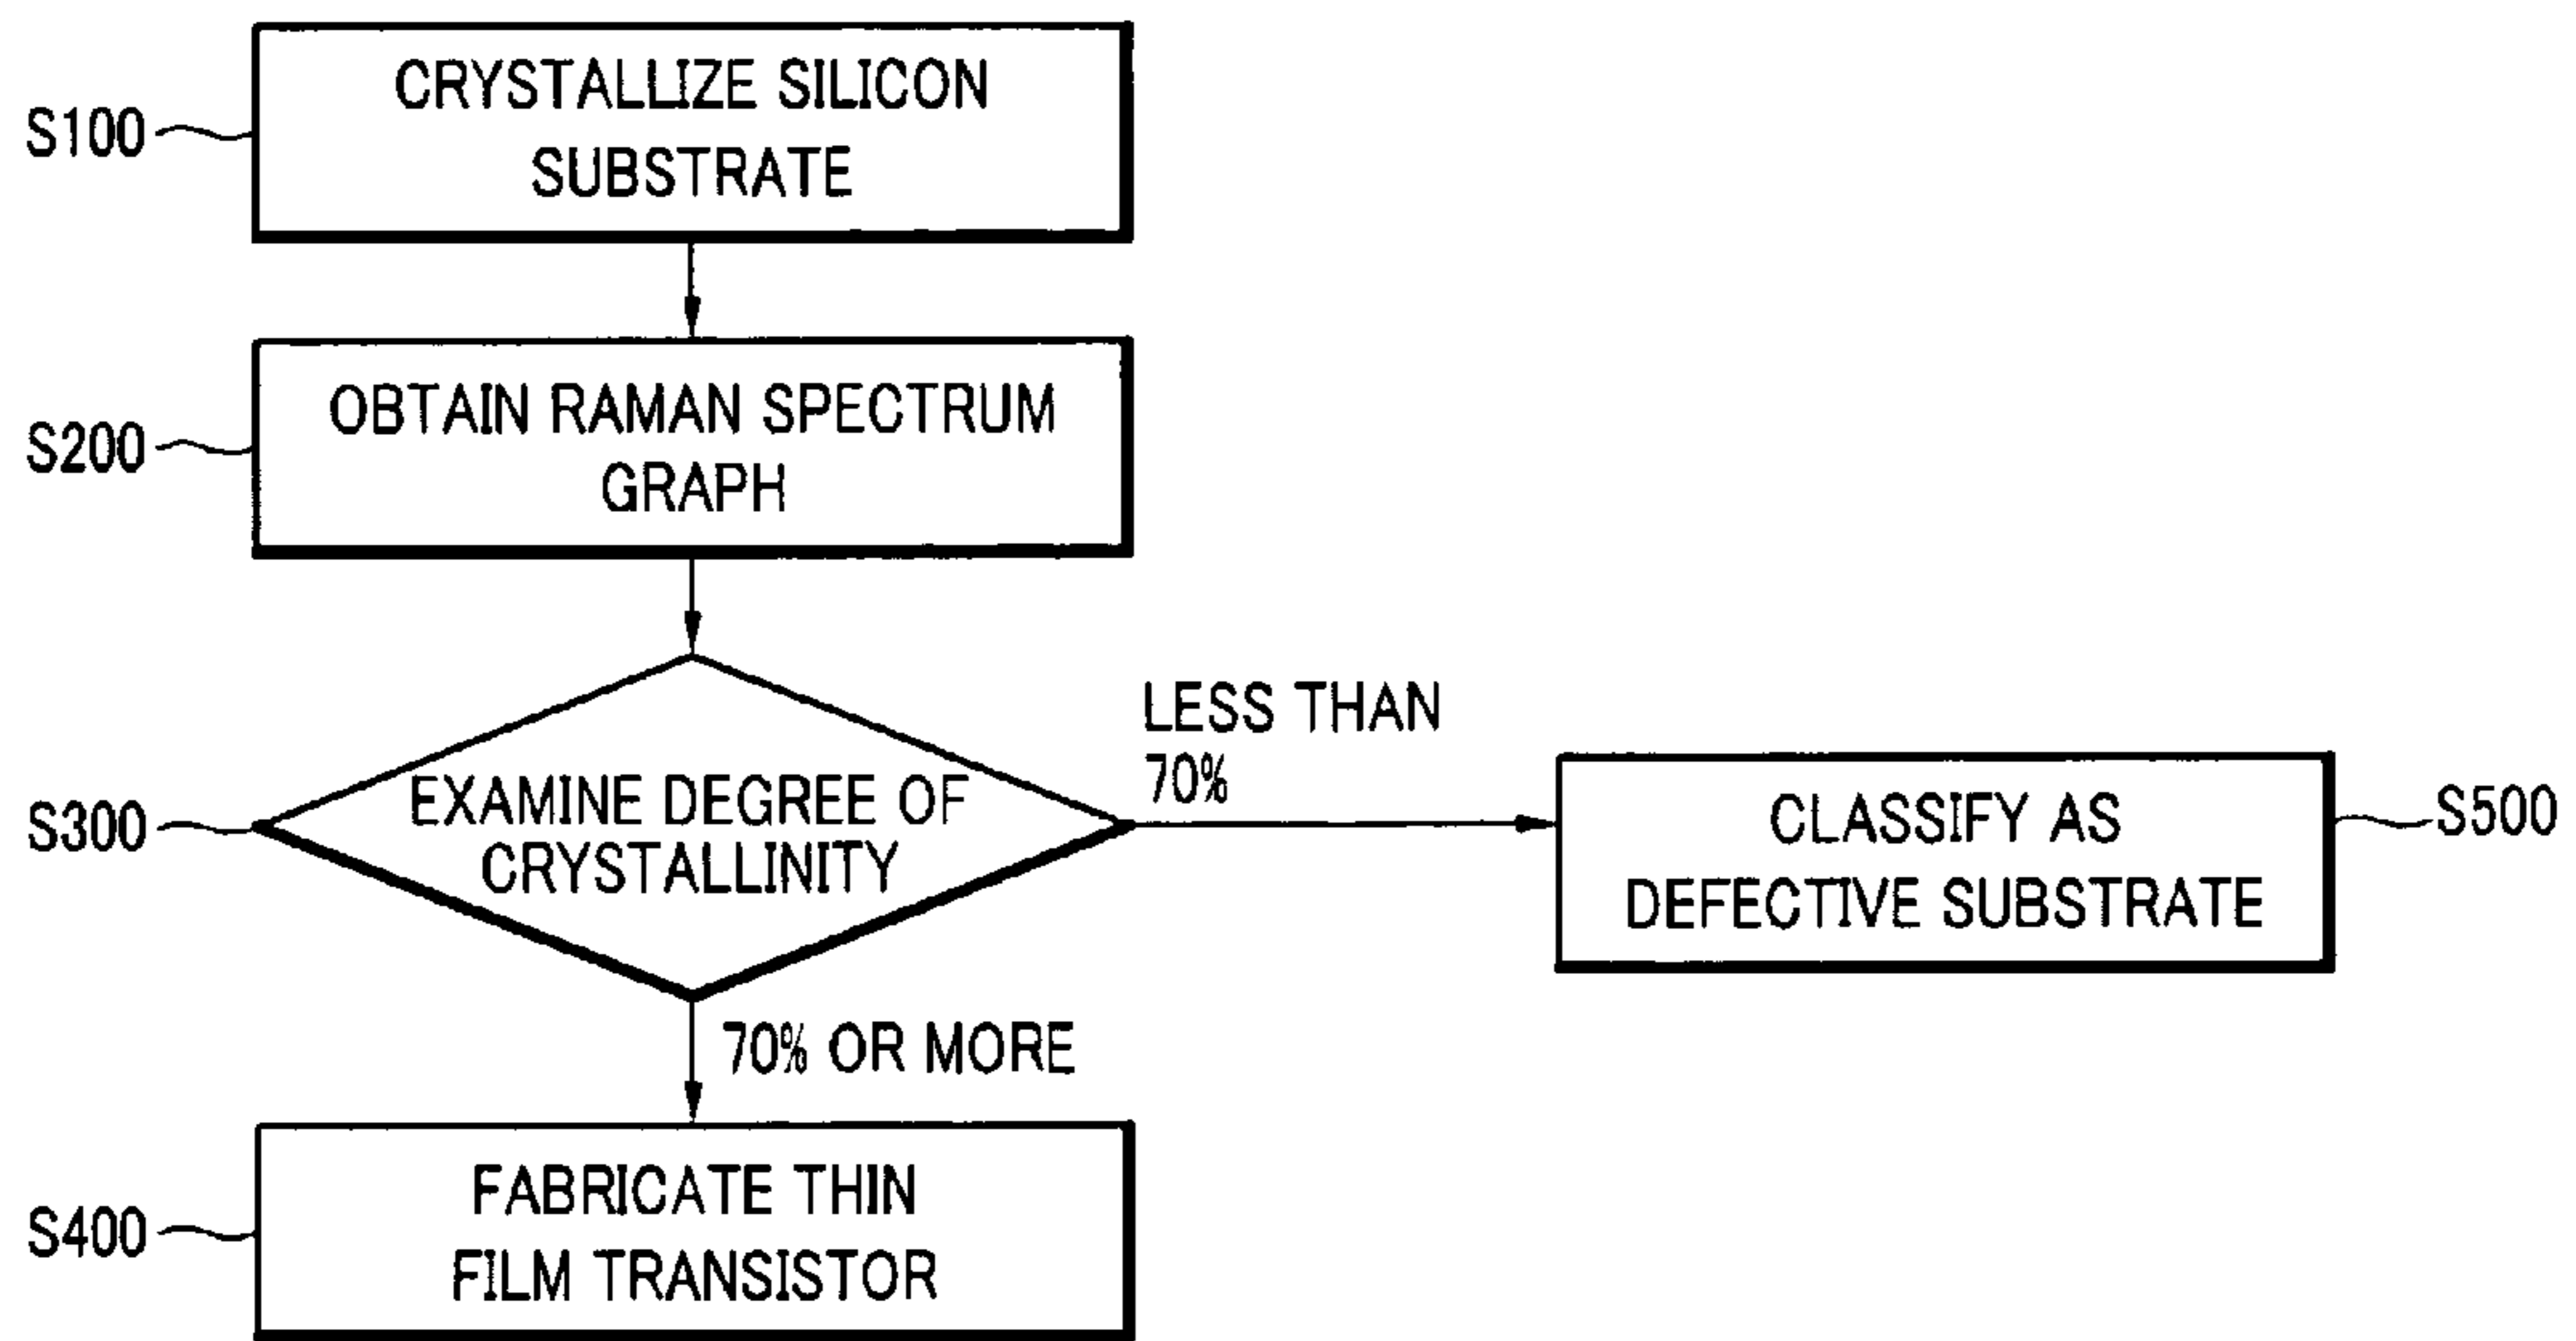 S100
CRYSTALLIZE SILICON
SUBSTRATE
S200
OBTAIN RAMAN SPECTRUM
GRAPH
S300
EXAMINE DEGREE OF
CRYSTALLINITY
LESS THAN
70%
CLASSIFY AS
DEFECTIVE SUBSTRATE
S500
70% OR MORE
S400
FABRICATE THIN
FILM TRANSISTOR